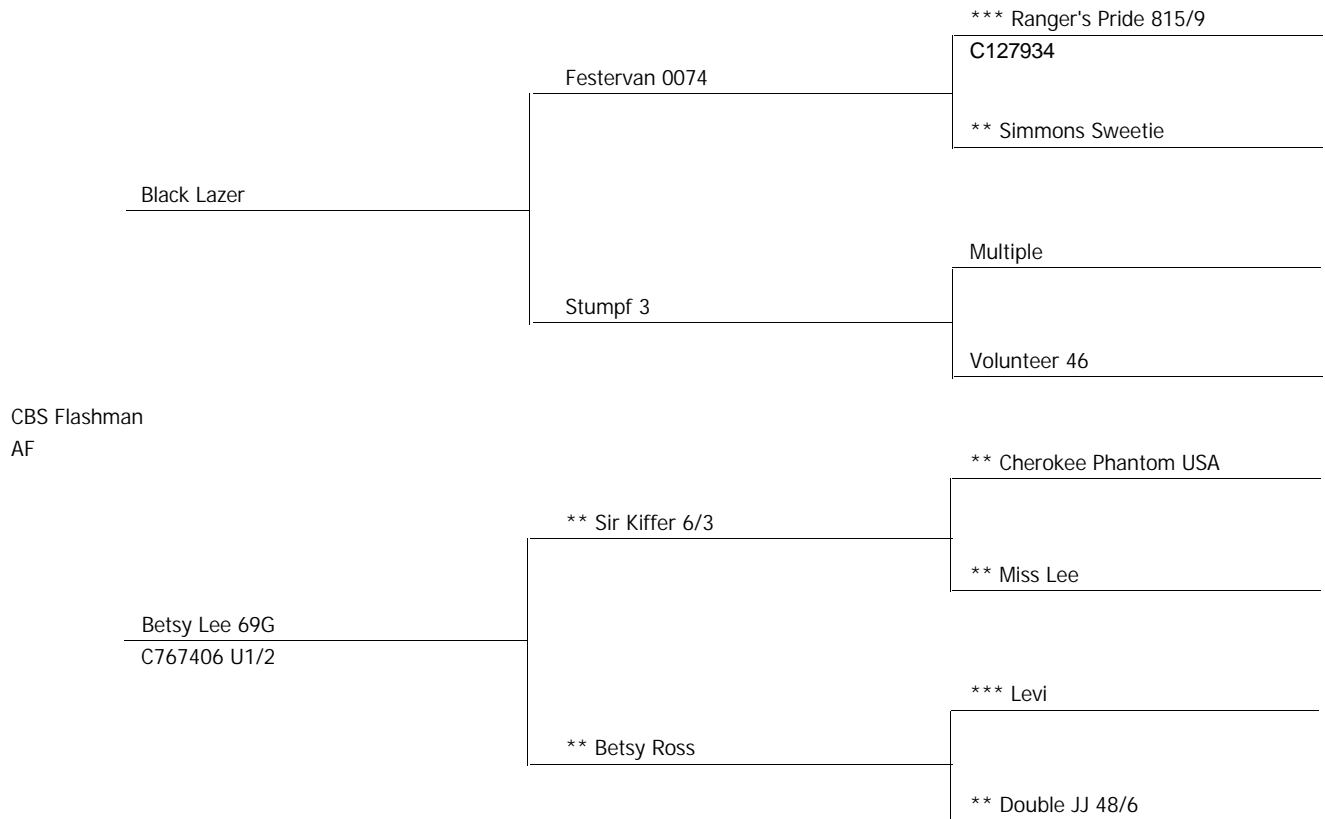 *** Ranger's Pride 815/9
C127934
Festervan 0074
** Simmons Sweetie
Black Lazer
Multiple
Stumpf 3
Volunteer 46
CBS Flashman
AF
** Cherokee Phantom USA
** Sir Kiffer 6/3
** Miss Lee
Betsy Lee 69G
C767406 U1/2
*** Levi
** Betsy Ross
** Double JJ 48/6